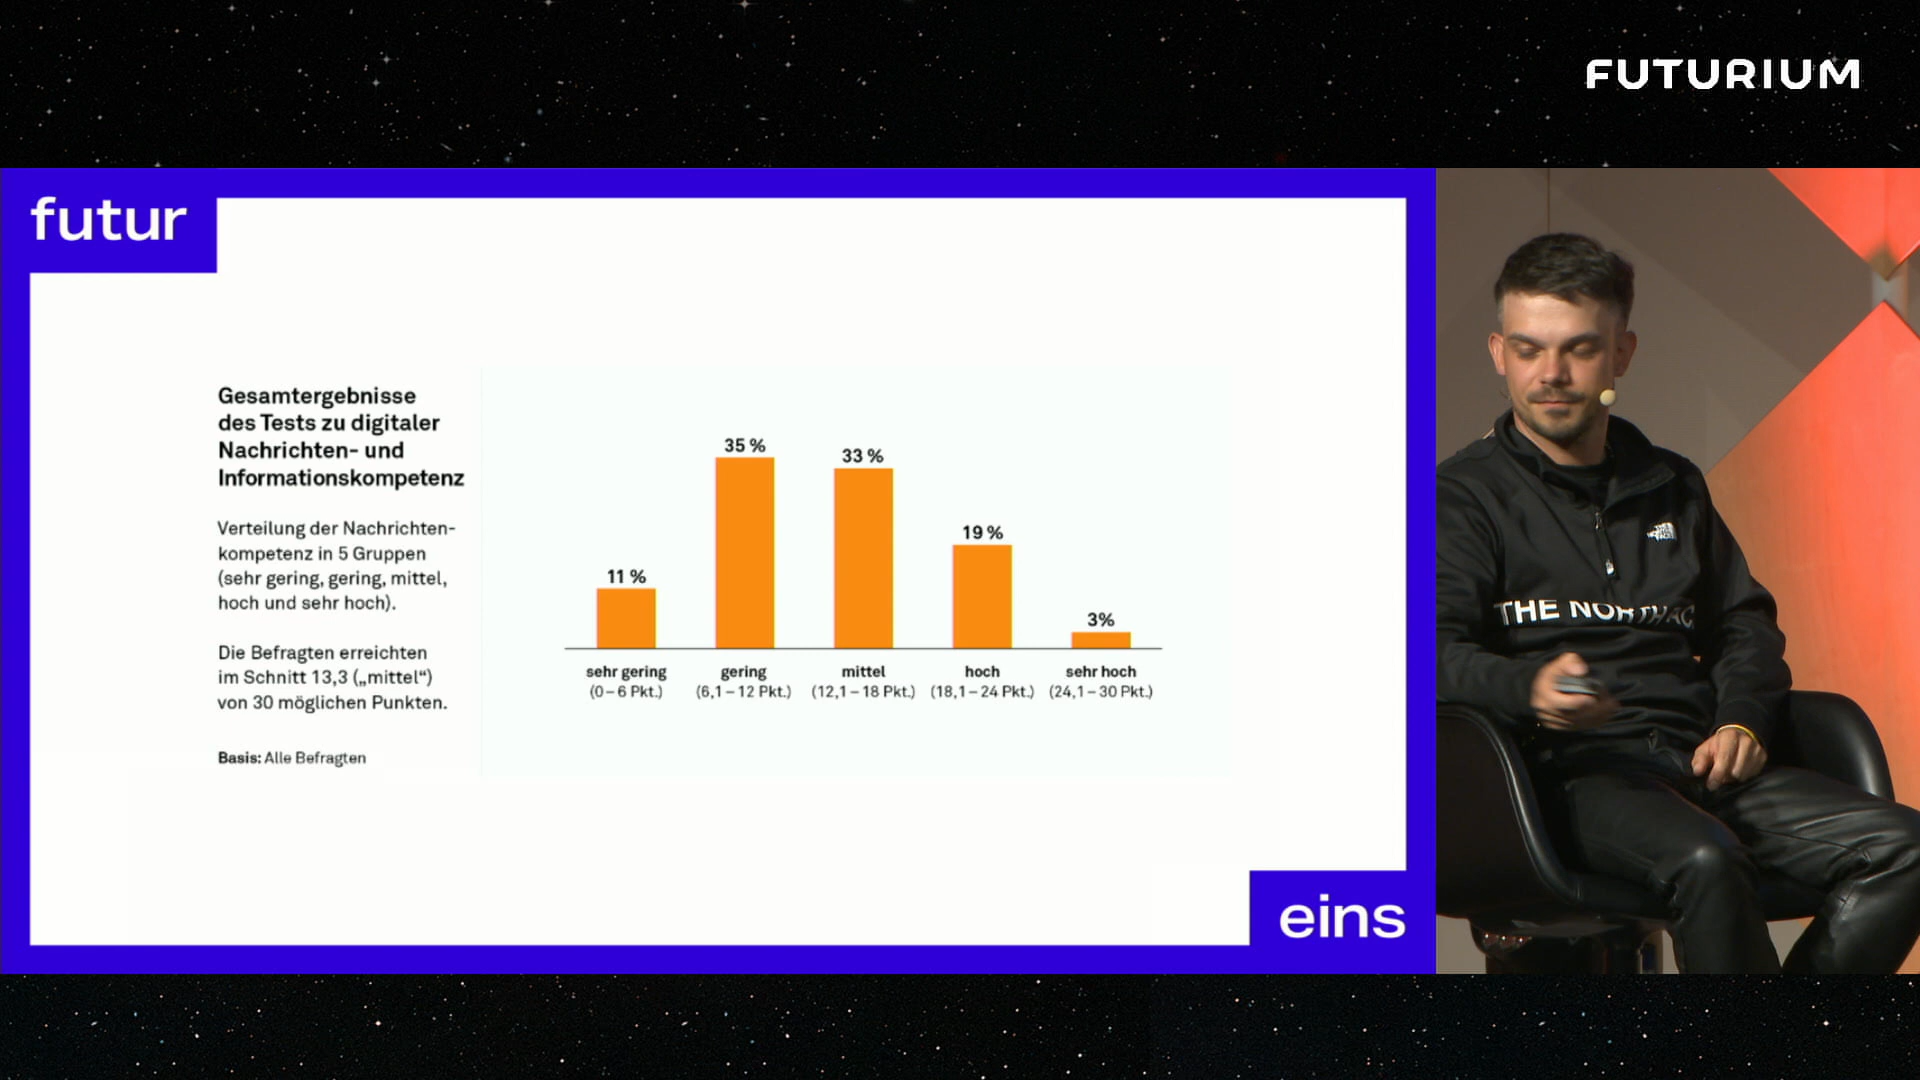 FUTURIUM
futur
Gesamtergebnisse
des Tests zu digitaler
Nachrichten- und
Informationskompetenz
Verteilung der Nachrichten-
kompetenz in 5 Gruppen
(sehr gering, gering, mittel,
hoch und sehr hoch).
Die Befragten erreichten
im Schnitt 13,3 („mittel“)
von 30 möglichen Punkten.
Basis: Alle Befragten
11 %
35 %
33 %
19 %
3%
sehr gering
(0 – 6 Pkt.)
gering
(6,1 – 12 Pkt.)
mittel
(12,1 – 18 Pkt.)
hoch
(18,1 – 24 Pkt.)
sehr hoch
(24,1 – 30 Pkt.)
eins
THE